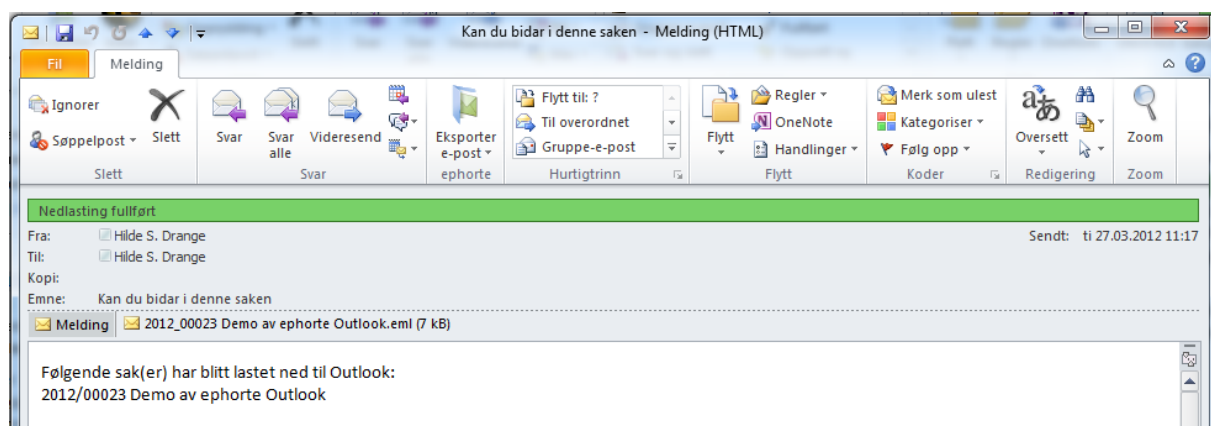 Kan du bidar i denne saken - Melding (HTML)
Fil Melding
Ignorer
Søppelpost
Slett
Svar
Svar alle
Videresend
Eksporter e-post
Flytt til: ?
Til overordnet
Gruppe-e-post
Flytt
Regler
OneNote
Handlinger
Merk som ulest
Kategoriser
Følg opp
Oversett
Zoom
Slett Svar ephorte Hurtigtrinn Flytt Koder Redigering Zoom
Nedlasting fullført
Fra: Hilde S. Drange Sendt: ti 27.03.2012 11:17
Til: Hilde S. Drange
Kopi:
Emne: Kan du bidar i denne saken
Melding 2012_00023 Demo av ephorte Outlook.eml (7 kB)
Følgende sak(er) har blitt lastet ned til Outlook:
2012/00023 Demo av ephorte Outlook